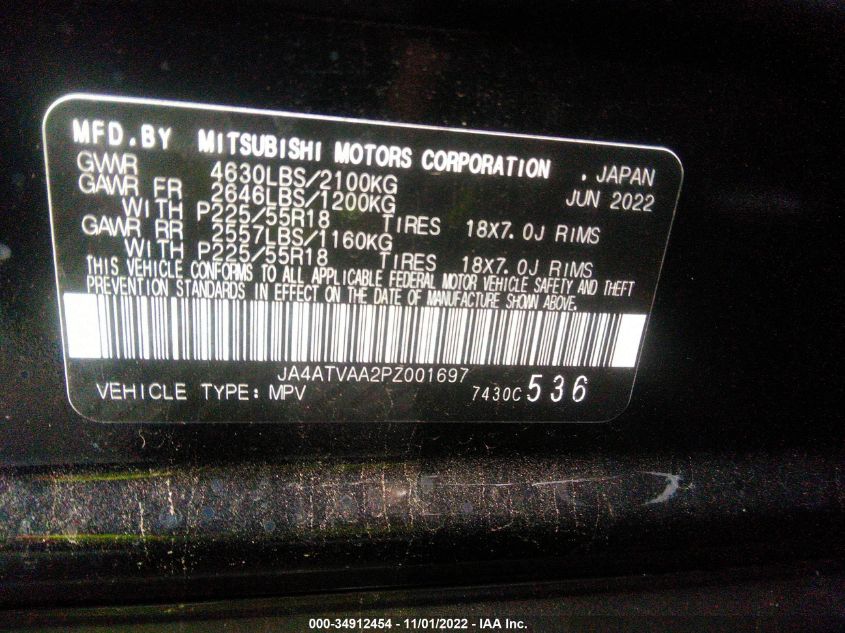 MFD.BY MITSUBISHI MOTORS CORPORATION . JAPAN
GVWR 4630LBS/2100KG JUN 2022
GAWR FR 2646LBS/1200KG
WITH P225/55R18 TIRES 18X7.0J RIMS
GAWR RR 2557LBS/1160KG
WITH P225/55R18 TIRES 18X7.0J RIMS
THIS VEHICLE CONFORMS TO ALL APPLICABLE FEDERAL MOTOR VEHICLE SAFETY AND THEFT
PREVENTION STANDARDS IN EFFECT ON THE DATE OF MANUFACTURE SHOWN ABOVE.
JA4ATVAA2PZ001697
VEHICLE TYPE: MPV 7430C 536
000-34912454 - 11/01/2022 - IAA Inc.